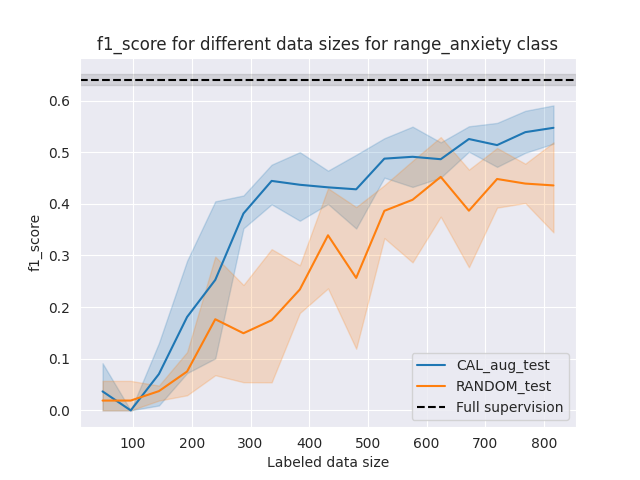 f1_score for different data sizes for range_anxiety class
f1_score
0.6
0.5
0.4
0.3
0.2
0.1
0.0
CAL_aug_test
RANDOM_test
Full supervision
100 200 300 400 500 600 700 800
Labeled data size